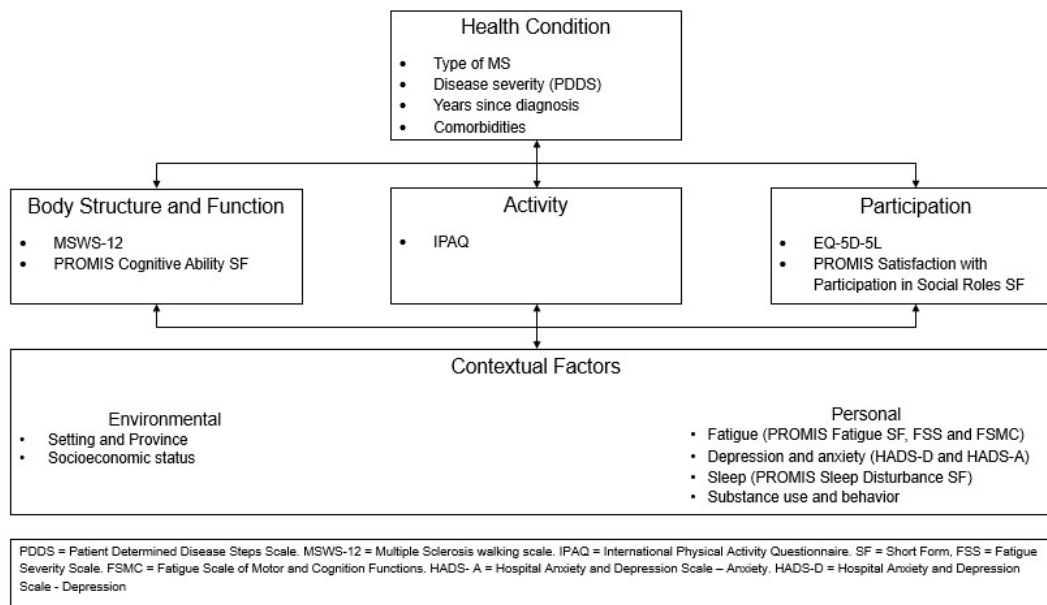 Health Condition
• Type of MS
• Disease severity (PDDS)
• Years since diagnosis
• Comorbidities
Body Structure and Function
• MSWS-12
• PROMIS Cognitive Ability SF
Activity
• IPAQ
Participation
• EQ-5D-5L
• PROMIS Satisfaction with
Participation in Social Roles SF
Contextual Factors
Environmental
• Setting and Province
• Socioeconomic status
Personal
• Fatigue (PROMIS Fatigue SF, FSS and FSMC)
• Depression and anxiety (HADS-D and HADS-A)
• Sleep (PROMIS Sleep Disturbance SF)
• Substance use and behavior
PDDS = Patient Determined Disease Steps Scale. MSWS-12 = Multiple Sclerosis walking scale. IPAQ = International Physical Activity Questionnaire. SF = Short Form, FSS = Fatigue
Severity Scale. FSMC = Fatigue Scale of Motor and Cognition Functions. HADS- A = Hospital Anxiety and Depression Scale – Anxiety. HADS-D = Hospital Anxiety and Depression
Scale - Depression